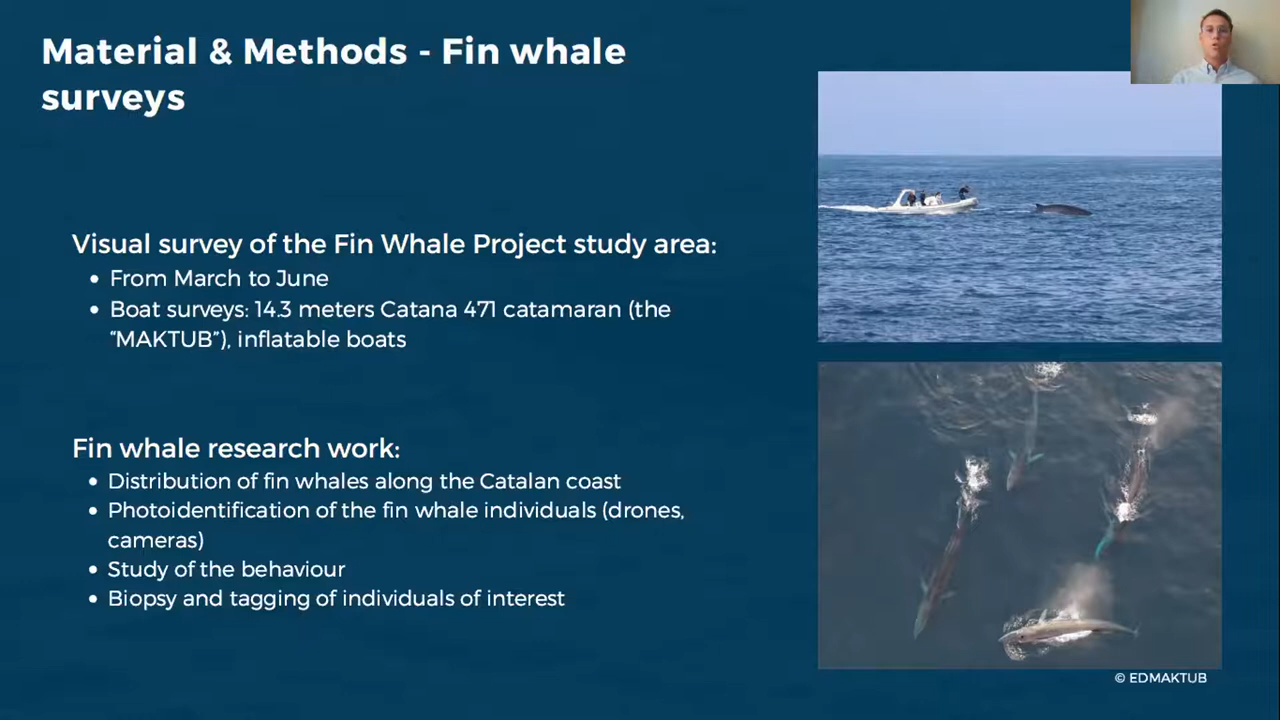 Material & Methods - Fin whale
surveys
Visual survey of the Fin Whale Project study area:
• From March to June
• Boat surveys: 14.3 meters Catana 471 catamaran (the
“MAKTUB”), inflatable boats
Fin whale research work:
• Distribution of fin whales along the Catalan coast
• Photoidentification of the fin whale individuals (drones,
cameras)
• Study of the behaviour
• Biopsy and tagging of individuals of interest
© EDMAKTUB